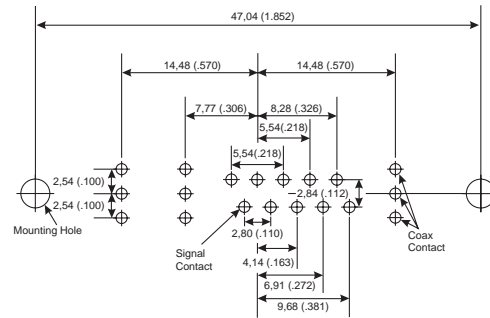 47,04 (1.852)
14,48 (.570)
14,48 (.570)
7,77 (.306)
8,28 (.326)
5,54(.218)
5,54(.218)
2,54 (.100)
2,84 (.112)
2,54 (.100)
Mounting Hole
Signal
Contact
2,80 (.110)
Coax
Contact
4,14 (.163)
6,91 (.272)
9,68 (.381)